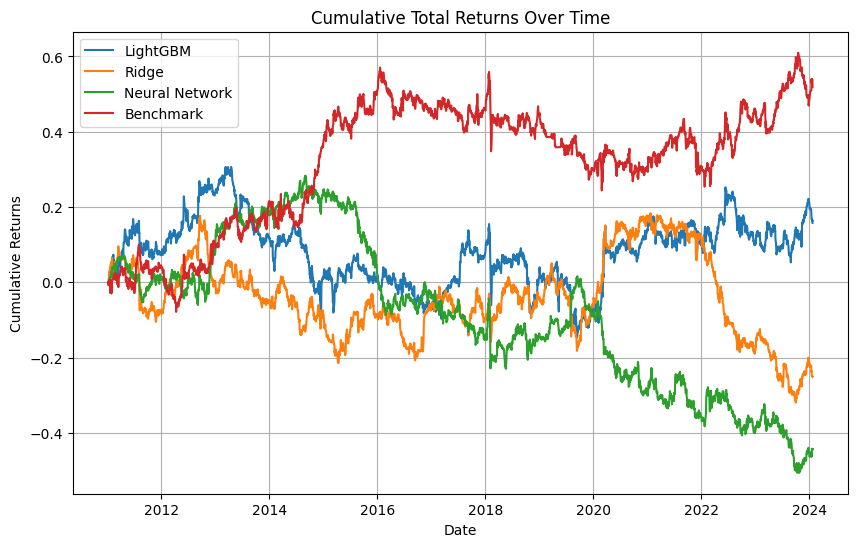 Cumulative Total Returns Over Time
LightGBM
Ridge
Neural Network
Benchmark
Cumulative Returns
0.6
0.4
0.2
0.0
−0.2
−0.4
2012
2014
2016
2018
2020
2022
2024
Date